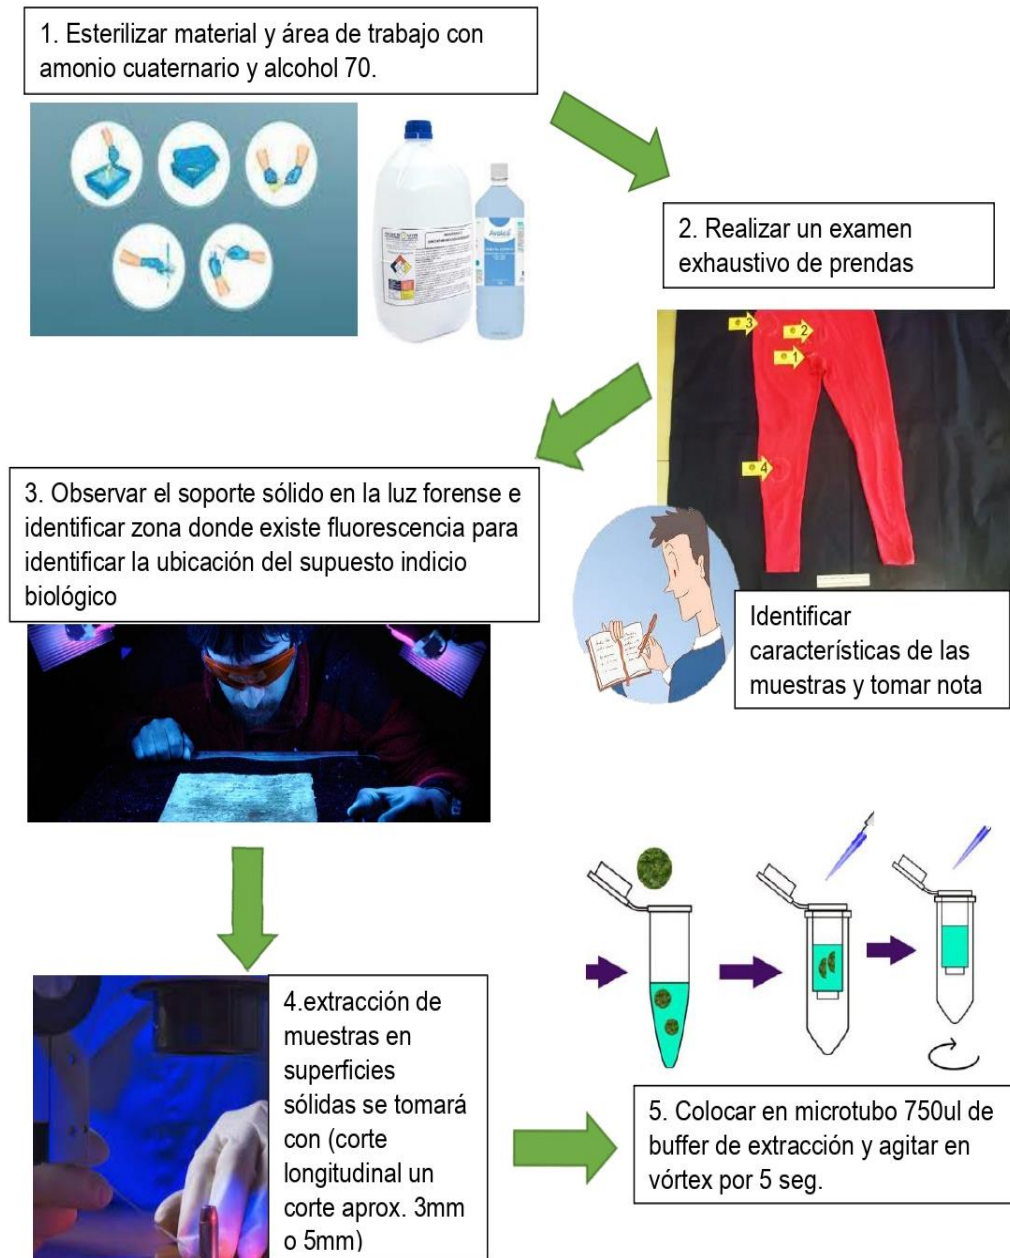 1. Esterilizar material y área de trabajo con
amonio cuaternario y alcohol 70.
2. Realizar un examen
exhaustivo de prendas
3
2
1
4
3. Observar el soporte sólido en la luz forense e
identificar zona donde existe fluorescencia para
identificar la ubicación del supuesto indicio
biológico
Identificar
características de las
muestras y tomar nota
4.extracción de
muestras en
superficies
sólidas se tomará
con (corte
longitudinal un
corte aprox. 3mm
o 5mm)
5. Colocar en microtubo 750ul de
buffer de extracción y agitar en
vórtex por 5 seg.